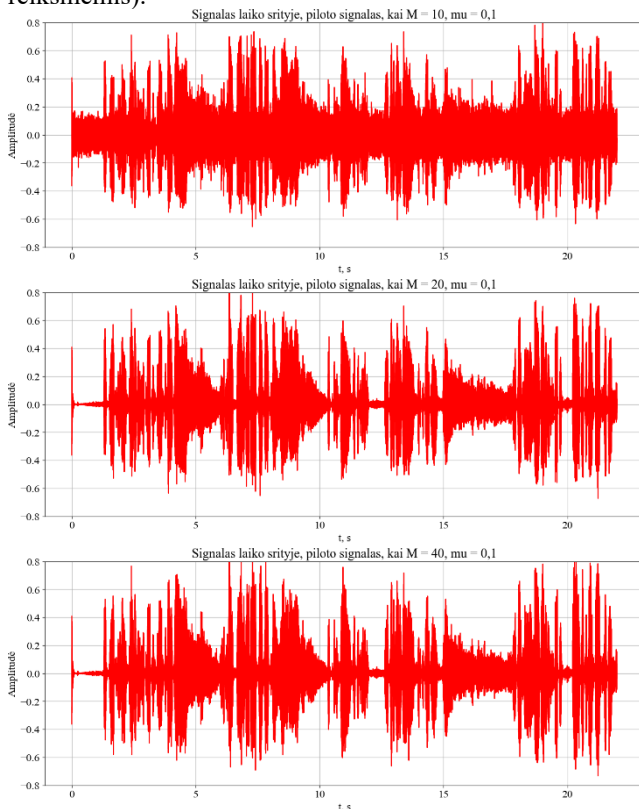 reikšmėmis).
Signalas laiko srityje, piloto signalas, kai M = 10, mu = 0,1
0.8
0.6
0.4
0.2
0.0
−0.2
−0.4
−0.6
−0.8
Amplitudė
0 5 10 15 20
t, s
Signalas laiko srityje, piloto signalas, kai M = 20, mu = 0,1
0.8
0.6
0.4
0.2
0.0
−0.2
−0.4
−0.6
−0.8
Amplitudė
0 5 10 15 20
t, s
Signalas laiko srityje, piloto signalas, kai M = 40, mu = 0,1
0.8
0.6
0.4
0.2
0.0
−0.2
−0.4
−0.6
−0.8
Amplitudė
0 5 10 15 20
t, s